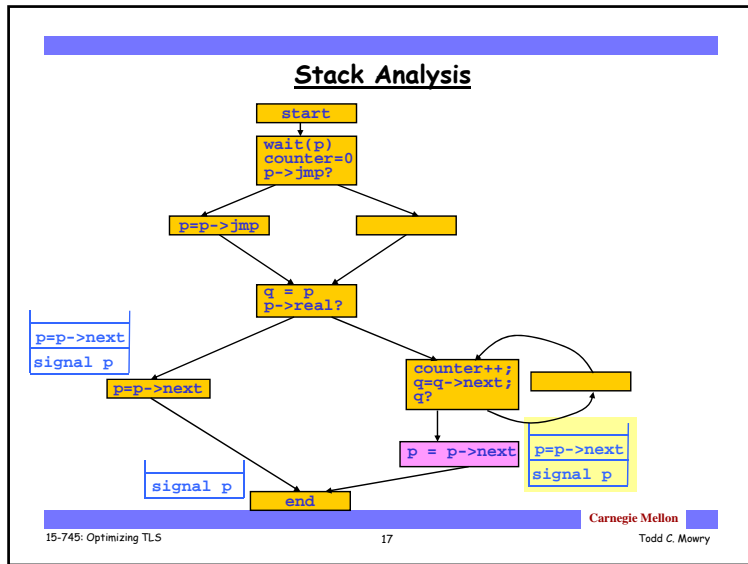 Stack Analysis
start
wait(p)
counter=0
p->jmp?
p=p->jmp
q = p
p->real?
p=p->next
signal p
p=p->next
counter++;
q=q->next;
q?
p = p->next
p=p->next
signal p
signal p
end
Carnegie Mellon
15-745: Optimizing TLS
17
Todd C. Mowry